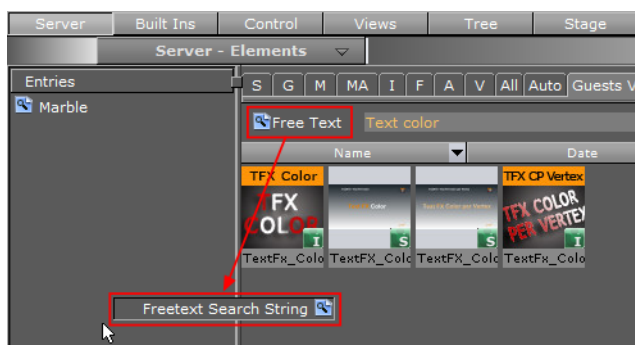 Server Built Ins Control Views Tree Stage
Server - Elements
Entries
S G M MA I F A V All Auto Guests V
Marble
Free Text Text color
Name Date
TFX Color TFX CP Vertex
TFX COLOR
TFX COLOR PER VERTEX
I S S I
TextFx_Colo TextFX_Colo TextFX_Colo TextFx_Colo
Freetext Search String